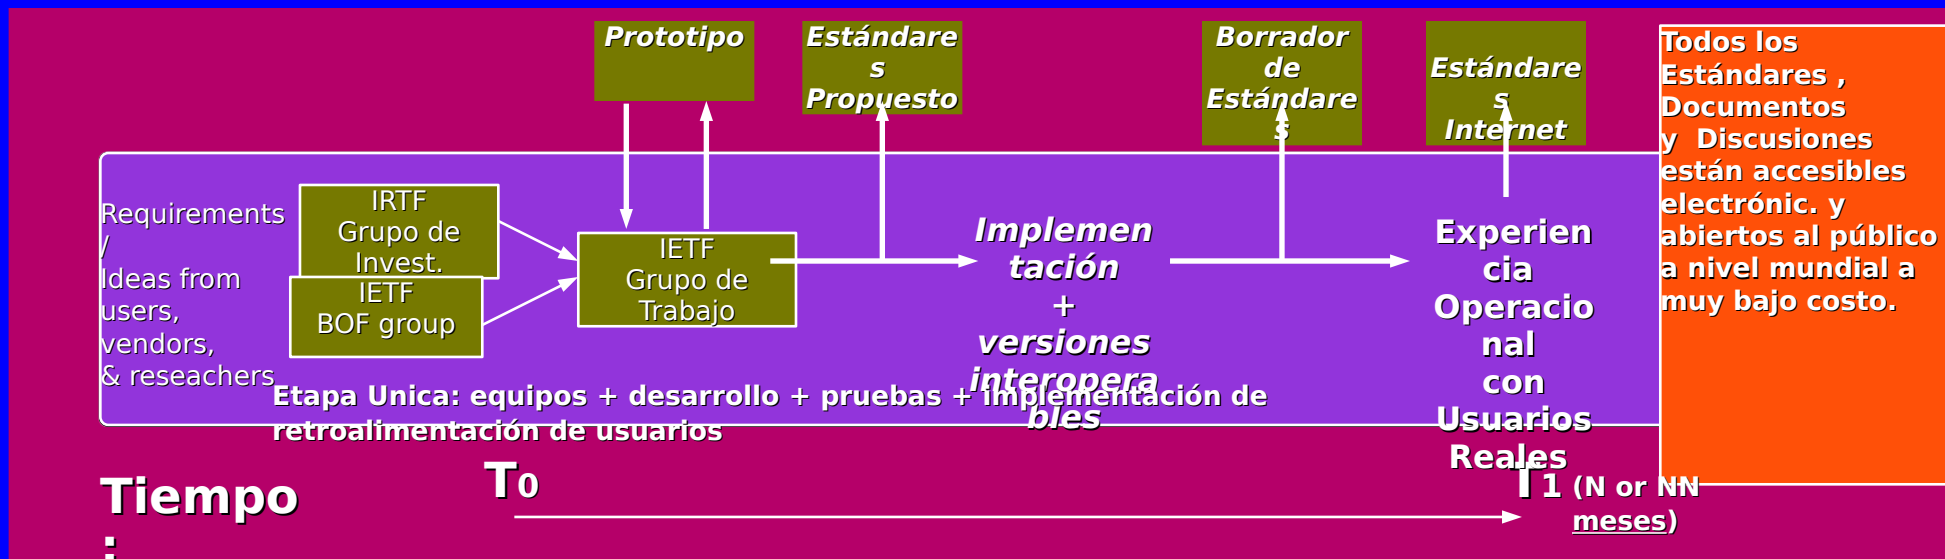 Prototipo
Estándare
s
Propuesto
Borrador
de
Estándare
s
Estándare
s
Internet
Todos los
Estándares ,
Documentos
y  Discusiones
están accesibles
electrónic. y
abiertos al público
a nivel mundial a
muy bajo costo.
Requirements
/
Ideas from
users,
vendors,
& reseachers
IRTF
Grupo de
Invest.
IETF
BOF group
IETF
Grupo de
Trabajo
Implemen
tación
+
versiones
interopera
bles
Experien
cia
Operacio
nal
con
Usuarios
Reales
Etapa Unica: equipos + desarrollo + pruebas + implementación de
retroalimentación de usuarios
Tiempo
:
T0
T1 (N or NN
meses)